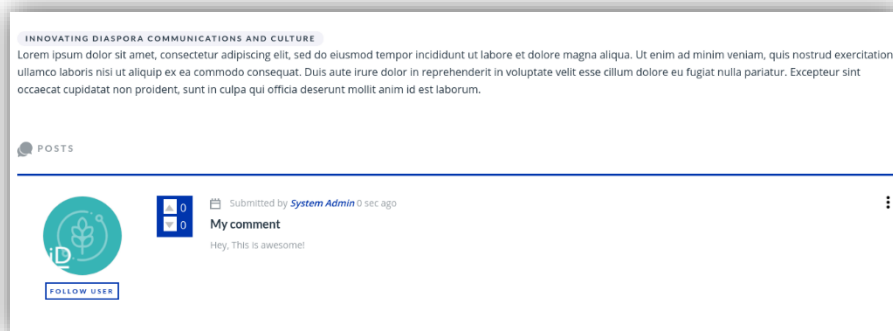 INNOVATING DIASPORA COMMUNICATIONS AND CULTURE
Lorem ipsum dolor sit amet, consectetur adipiscing elit, sed do eiusmod tempor incididunt ut labore et dolore magna aliqua. Ut enim ad minim veniam, quis nostrud exercitation
ullamco laboris nisi ut aliquip ex ea commodo consequat. Duis aute irure dolor in reprehenderit in voluptate velit esse cillum dolore eu fugiat nulla pariatur. Excepteur sint
occaecat cupidatat non proident, sunt in culpa qui officia deserunt mollit anim id est laborum.
POSTS
0
0
Submitted by System Admin 0 sec ago
My comment
Hey, This is awesome!
iD
FOLLOW USER